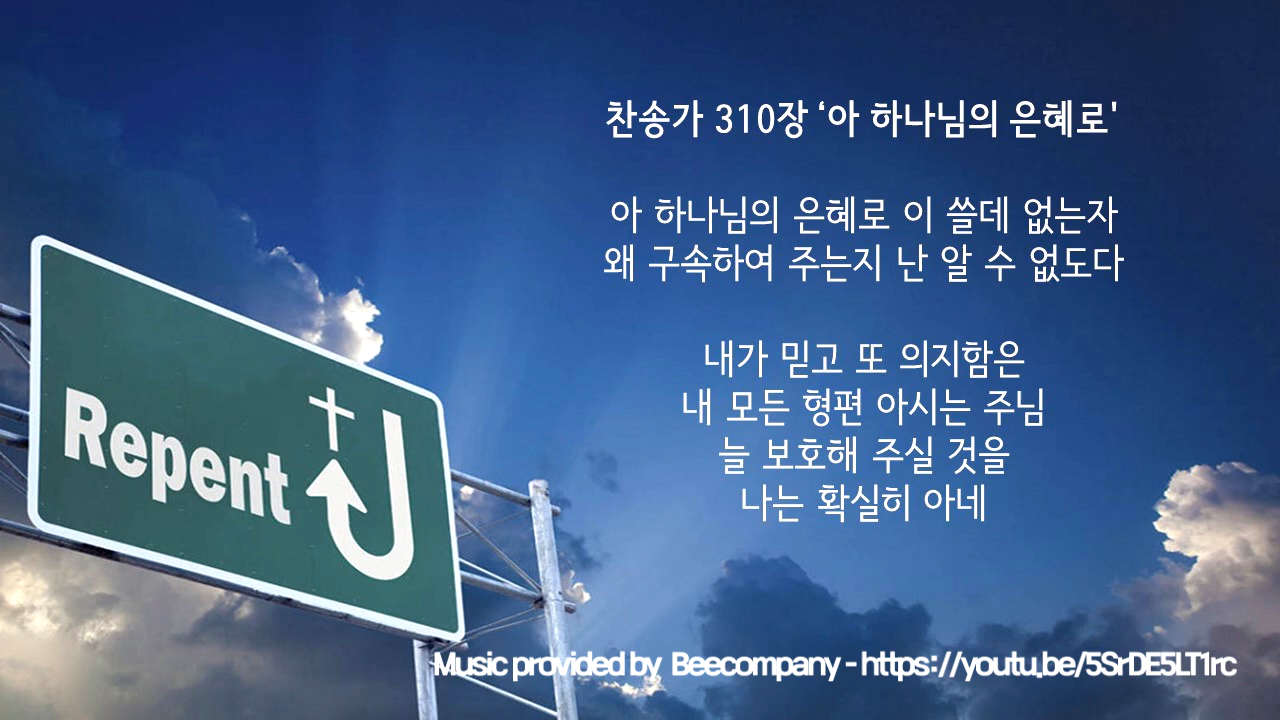 찬송가 310장 ‘아 하나님의 은혜로'
아 하나님의 은혜로 이 쓸데 없는자
왜 구속하여 주는지 난 알 수 없도다
내가 믿고 또 의지함은
내 모든 형편 아시는 주님
늘 보호해 주실 것을
나는 확실히 아네
Repent
Music provided by Beecompany - https://youtu.be/5SrDE5LT1rc